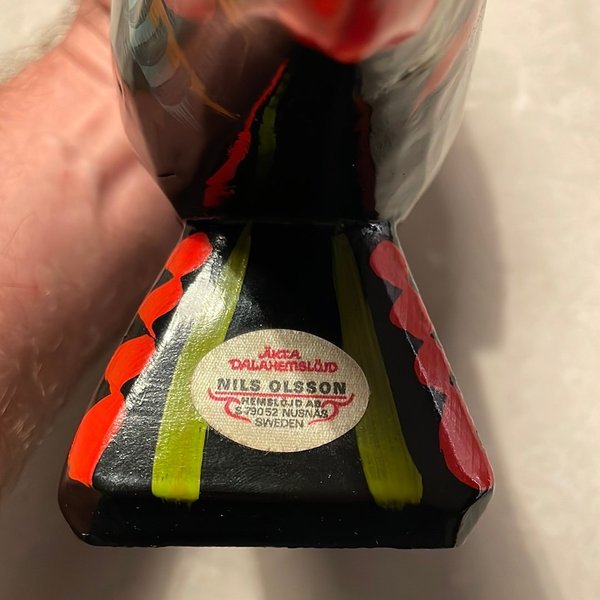 ÄKTA
DALAHEMSLÖJD
NILS OLSSON
HEMSLÖJD AB
S-79052 NUSNÄS
SWEDEN